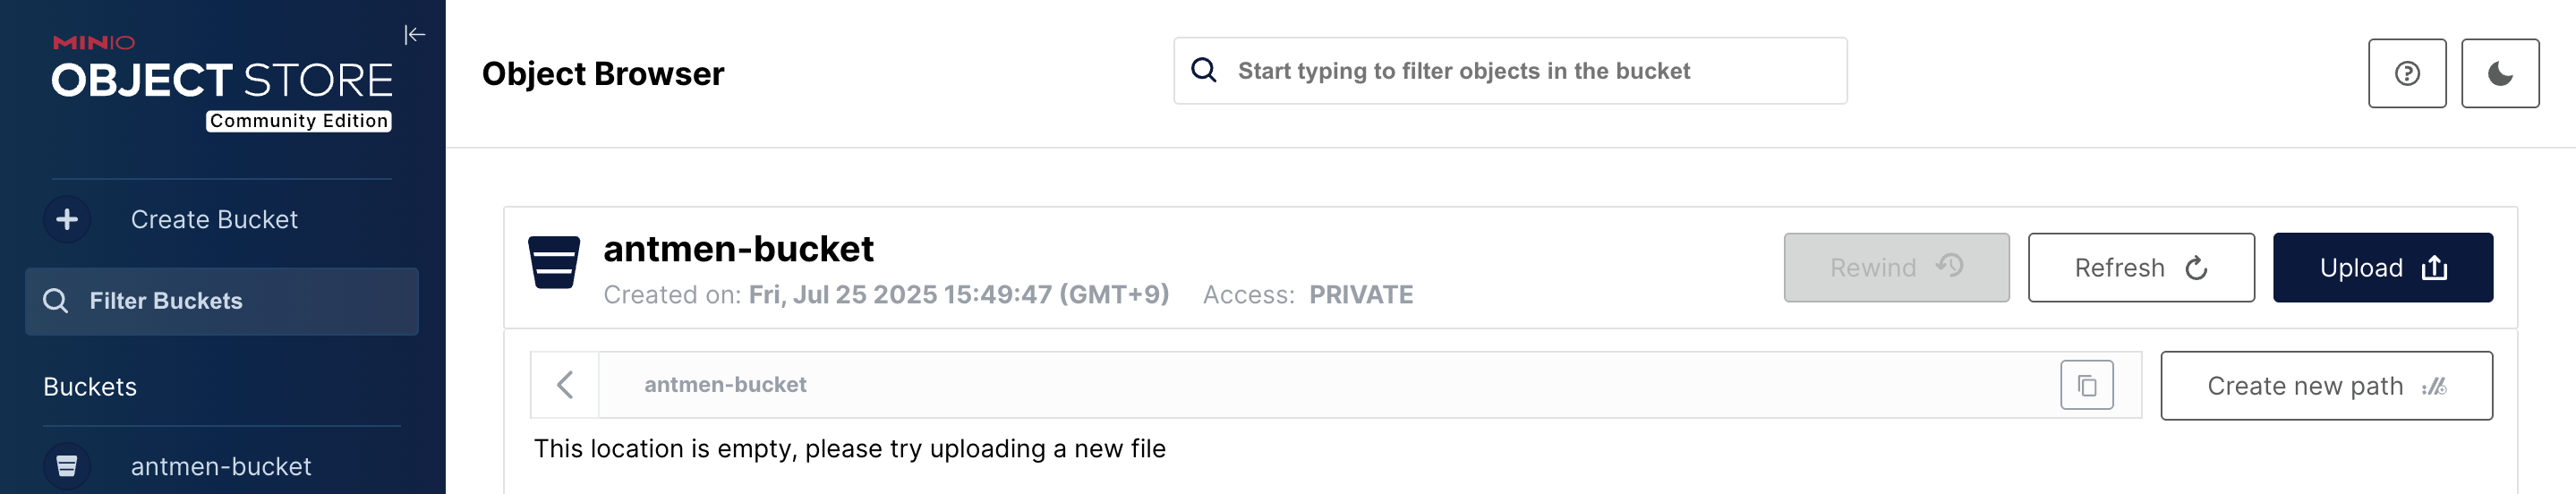 MINIO
OBJECT STORE
Community Edition
Create Bucket
Filter Buckets
Buckets
antmen-bucket
Object Browser
Start typing to filter objects in the bucket
antmen-bucket
Created on: Fri, Jul 25 2025 15:49:47 (GMT+9) Access: PRIVATE
Rewind
Refresh
Upload
antmen-bucket
Create new path
This location is empty, please try uploading a new file